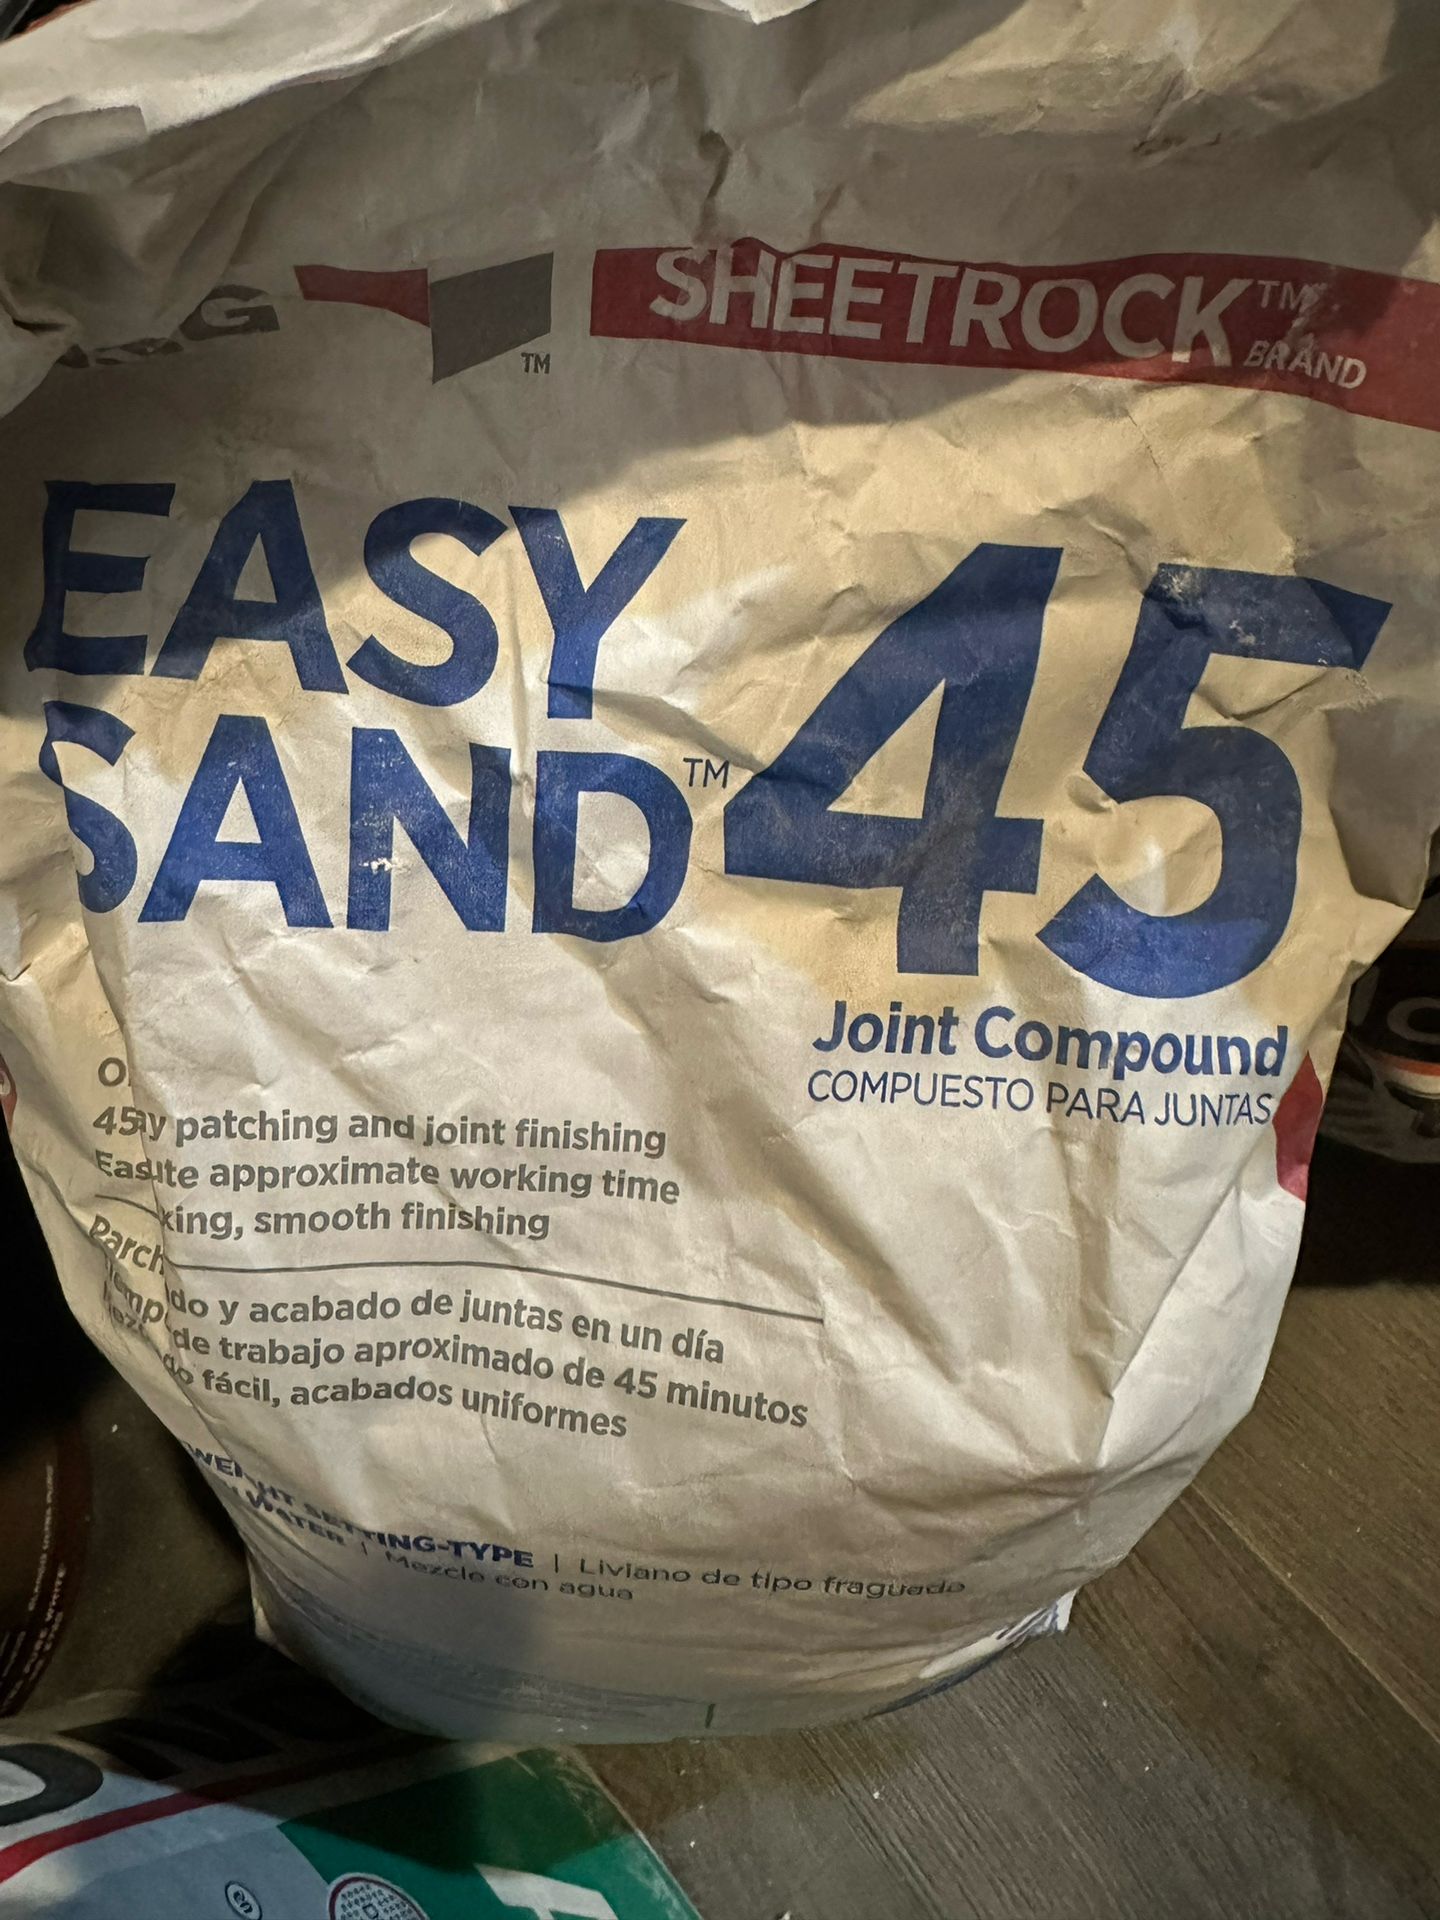 SHEETROCK™
BRAND
TM
EASY
SAND™
45
Joint Compound
COMPUESTO PARA JUNTAS
patching and joint finishing
approximate working time
smooth finishing
y acabado de juntas en un día
de trabajo aproximado de 45 minutos
fácil, acabados uniformes
SETTING-TYPE | Liviano de tipo fraguado
WATER | Mezcle con agua